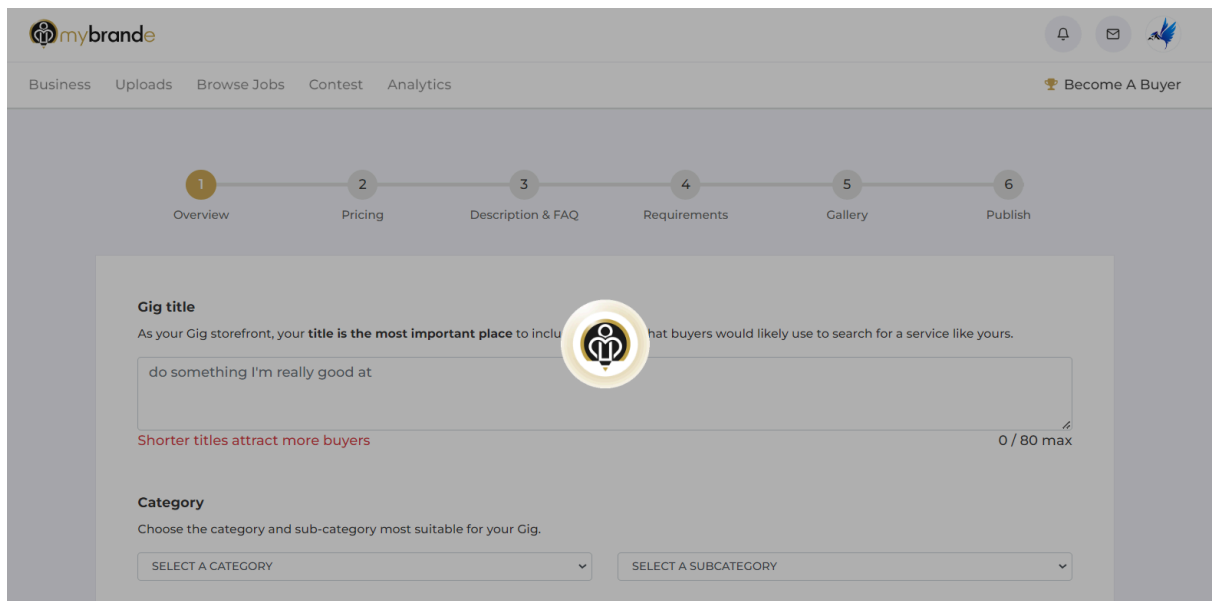 mybrande
Business Uploads Browse Jobs Contest Analytics Become A Buyer
1 2 3 4 5 6
Overview Pricing Description & FAQ Requirements Gallery Publish
Gig title
As your Gig storefront, your title is the most important place to inclu hat buyers would likely use to search for a service like yours.
do something I'm really good at
Shorter titles attract more buyers 0 / 80 max
Category
Choose the category and sub-category most suitable for your Gig.
SELECT A CATEGORY SELECT A SUBCATEGORY